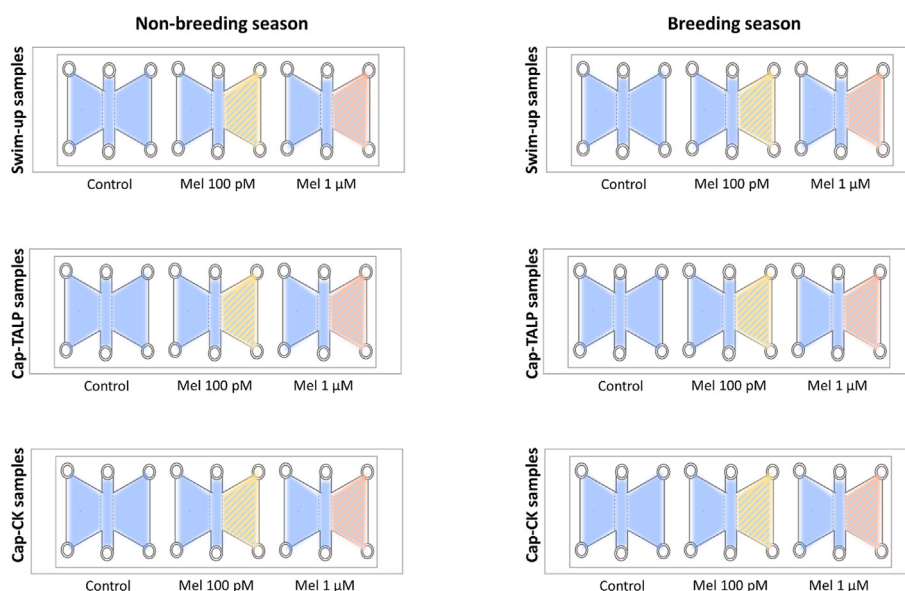 Non-breeding season
Breeding season
Swim-up samples
Control
Mel 100 pM
Mel 1 µM
Swim-up samples
Control
Mel 100 pM
Mel 1 µM
Cap-TALP samples
Control
Mel 100 pM
Mel 1 µM
Cap-TALP samples
Control
Mel 100 pM
Mel 1 µM
Cap-CK samples
Control
Mel 100 pM
Mel 1 µM
Cap-CK samples
Control
Mel 100 pM
Mel 1 µM